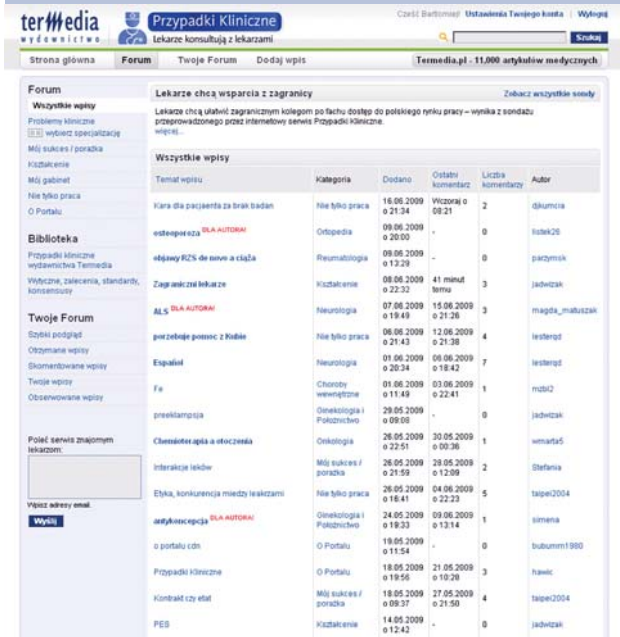 termedia
wydawnictwo
Przypadki Kliniczne
Lekarze konsultują z lekarzami
Cześć Bartłomiej! Ustawienia Twojego konta | Wyloguj
Szukaj
Strona główna Forum Twoje Forum Dodaj wpis Termedia.pl - 11,000 artykułów medycznych
Forum
Wszystkie wpisy
Problemy kliniczne
wybierz specjalizację
Mój sukces / porażka
Kształcenie
Mój gabinet
Nie tylko praca
O Portalu
Biblioteka
Przypadki kliniczne
wydawnictwa Termedia
Wytyczne, zalecenia, standardy,
konsensusy
Twoje Forum
Szybki podgląd
Otrzymane wpisy
Skomentowane wpisy
Twoje wpisy
Obserwowane wpisy
Poleć serwis znajomym
lekarzom:
Wpisz adresy email.
Wyślij
Lekarze chcą wsparcia z zagranicy Zobacz wszystkie sondy
Lekarze chcą ułatwić zagranicznym kolegom po fachu dostęp do polskiego rynku pracy – wynika z sondażu
przeprowadzonego przez internetowy serwis Przypadki Kliniczne.
więcej...
Wszystkie wpisy
Temat wpisu Kategoria Dodano Ostatni komentarz Liczba komentarzy Autor
Kara dla pacjaenta za brak badan Nie tylko praca 16.06.2009 o 21:34 Wczoraj o 08:21 2 djkumcia
osteoporoza DLA AUTORA! Ortopedia 09.06.2009 o 20:00 - 0 listek26
objawy RZS de novo a ciąża Reumatologia 09.06.2009 o 13:29 - 0 parzymsk
Zagraniczni lekarze Kształcenie 08.06.2009 o 22:32 41 minut temu 3 jadwizak
ALS DLA AUTORA! Neurologia 07.06.2009 o 19:49 15.06.2009 o 21:26 3 magda_matuszak
porzebuje pomoc z Kubie Nie tylko praca 06.06.2009 o 21:43 12.06.2009 o 21:38 4 lesterqd
Español Neurologia 01.06.2009 o 20:34 06.06.2009 o 18:42 7 lesterqd
Fe Choroby wewnętrzne 01.06.2009 o 11:49 03.06.2009 o 22:41 1 mzbl2
preeklampsja Ginekologia i Położnictwo 29.05.2009 o 09:08 - 0 jadwizak
Chemioterapia a otoczenia Onkologia 26.05.2009 o 22:51 30.05.2009 o 00:36 1 wmarta5
interakcje leków Mój sukces / porażka 26.05.2009 o 21:59 28.05.2009 o 12:09 2 Stefania
Etyka, konkurencja miedzy leakrzami Nie tylko praca 26.05.2009 o 16:41 04.06.2009 o 22:23 5 taipei2004
antykoncepcja DLA AUTORA! Ginekologia i Położnictwo 24.05.2009 o 19:33 09.06.2009 o 13:14 1 simena
o portalu cdn O Portalu 19.05.2009 o 11:54 - 0 bubumm1980
Przypadki Kliniczne O Portalu 18.05.2009 o 19:56 21.05.2009 o 10:28 3 hawic
Kontrakt czy etat Mój sukces / porażka 18.05.2009 o 09:37 27.05.2009 o 21:50 4 taipei2004
PES Kształcenie 14.05.2009 o 12:42 - 0 jadwizak